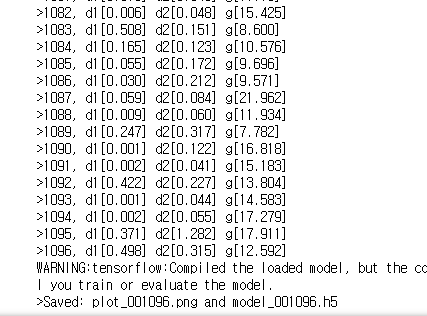 >1082, d1[0.006] d2[0.048] g[15.425]
>1083, d1[0.508] d2[0.151] g[8.600]
>1084, d1[0.165] d2[0.123] g[10.576]
>1085, d1[0.055] d2[0.172] g[9.696]
>1086, d1[0.030] d2[0.212] g[9.571]
>1087, d1[0.059] d2[0.084] g[21.962]
>1088, d1[0.009] d2[0.060] g[11.934]
>1089, d1[0.247] d2[0.317] g[7.782]
>1090, d1[0.001] d2[0.122] g[16.818]
>1091, d1[0.002] d2[0.041] g[15.183]
>1092, d1[0.422] d2[0.227] g[13.804]
>1093, d1[0.001] d2[0.044] g[14.583]
>1094, d1[0.002] d2[0.055] g[17.279]
>1095, d1[0.371] d2[1.282] g[17.911]
>1096, d1[0.498] d2[0.315] g[12.592]
WARNING:tensorflow:Compiled the loaded model, but the co
l you train or evaluate the model.
>Saved: plot_001096.png and model_001096.h5